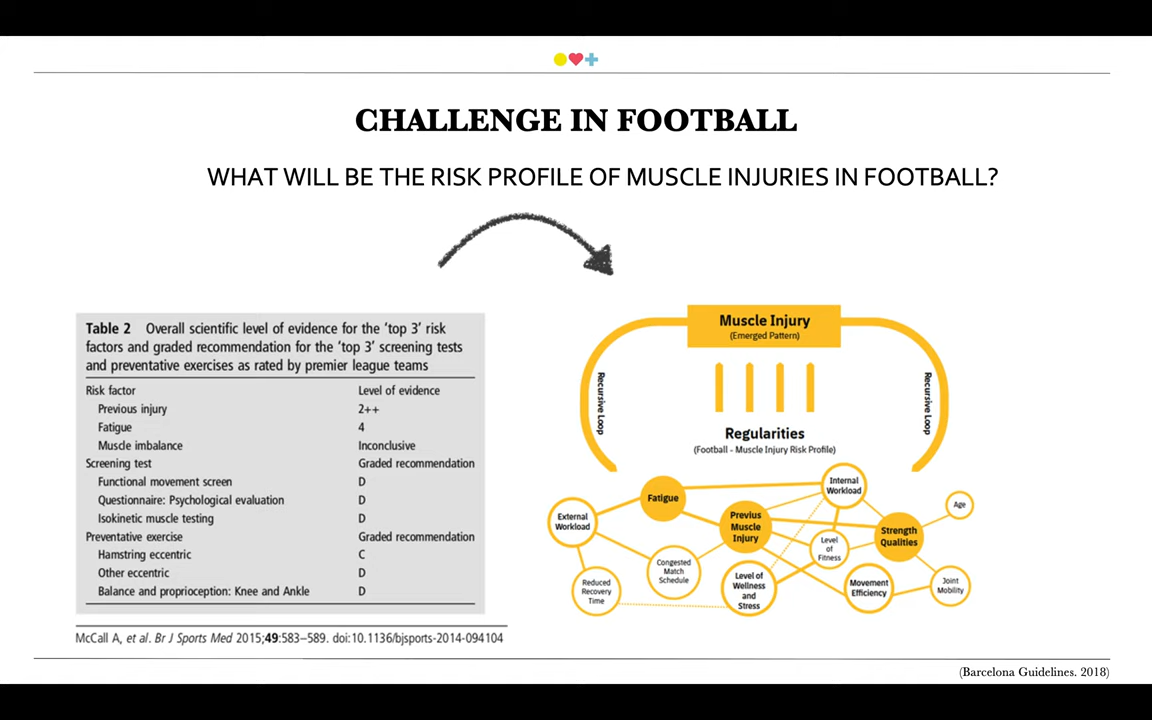 CHALLENGE IN FOOTBALL
WHAT WILL BE THE RISK PROFILE OF MUSCLE INJURIES IN FOOTBALL?
Table 2 Overall scientific level of evidence for the 'top 3' risk
factors and graded recommendation for the 'top 3' screening tests
and preventative exercises as rated by premier league teams
Risk factor Level of evidence
Previous injury 2++
Fatigue 4
Muscle imbalance Inconclusive
Screening test Graded recommendation
Functional movement screen D
Questionnaire: Psychological evaluation D
Isokinetic muscle testing D
Preventative exercise Graded recommendation
Hamstring eccentric C
Other eccentric D
Balance and proprioception: Knee and Ankle D
McCall A, et al. Br J Sports Med 2015;49:583–589. doi:10.1136/bjsports-2014-094104
Muscle Injury
(Emerged Pattern)
Recursive Loop
Recursive Loop
Regularities
(Football - Muscle Injury Risk Profile)
External
Workload
Fatigue
Previus
Muscle
Injury
Internal
Workload
Age
Strength
Qualities
Level
of
Fitness
Congested
Match
Schedule
Reduced
Recovery
Time
Level of
Wellness
and
Stress
Movement
Efficiency
Joint
Mobility
(Barcelona Guidelines. 2018)